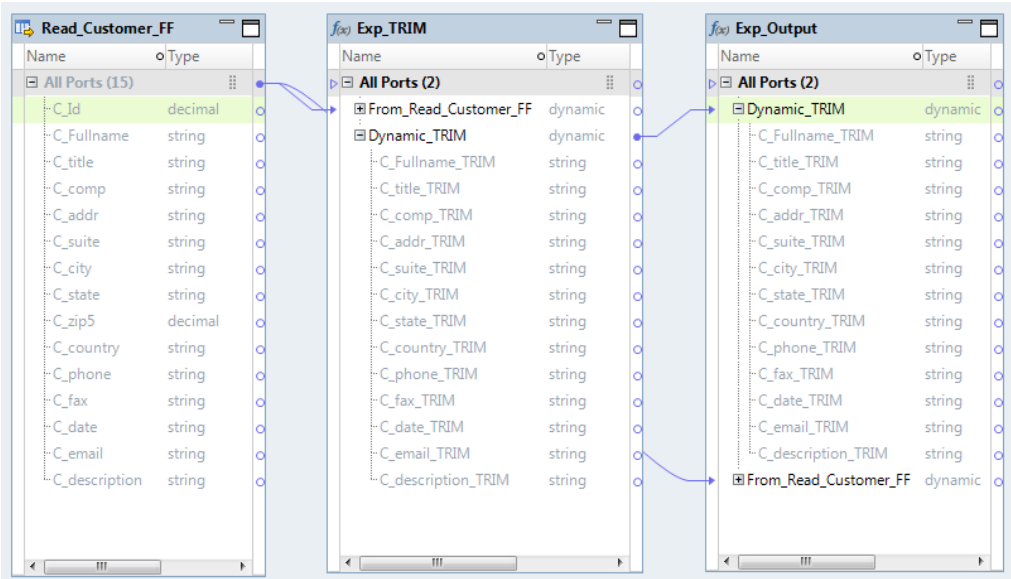 Read_Customer_FF
Name Type
All Ports (15)
C_Id decimal
C_Fullname string
C_title string
C_comp string
C_addr string
C_suite string
C_city string
C_state string
C_zip5 decimal
C_country string
C_phone string
C_fax string
C_date string
C_email string
C_description string
f(x) Exp_TRIM
Name Type
All Ports (2)
From_Read_Customer_FF dynamic
Dynamic_TRIM dynamic
C_Fullname_TRIM string
C_title_TRIM string
C_comp_TRIM string
C_addr_TRIM string
C_suite_TRIM string
C_city_TRIM string
C_state_TRIM string
C_country_TRIM string
C_phone_TRIM string
C_fax_TRIM string
C_date_TRIM string
C_email_TRIM string
C_description_TRIM string
f(x) Exp_Output
Name Type
All Ports (2)
Dynamic_TRIM dynamic
C_Fullname_TRIM string
C_title_TRIM string
C_comp_TRIM string
C_addr_TRIM string
C_suite_TRIM string
C_city_TRIM string
C_state_TRIM string
C_country_TRIM string
C_phone_TRIM string
C_fax_TRIM string
C_date_TRIM string
C_email_TRIM string
C_description_TRIM string
From_Read_Customer_FF dynamic